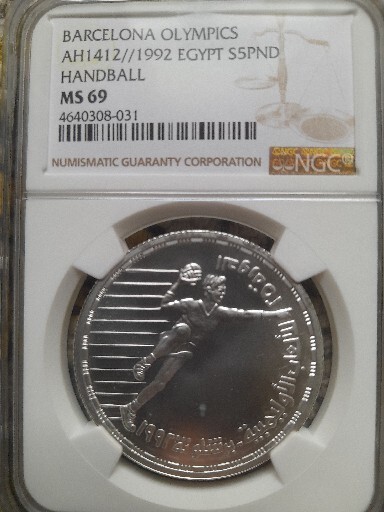 BARCELONA OLYMPICS
AH1412//1992 EGYPT S5PND
HANDBALL
MS 69
4640308-031
NUMISMATIC GUARANTY CORPORATION
NGC